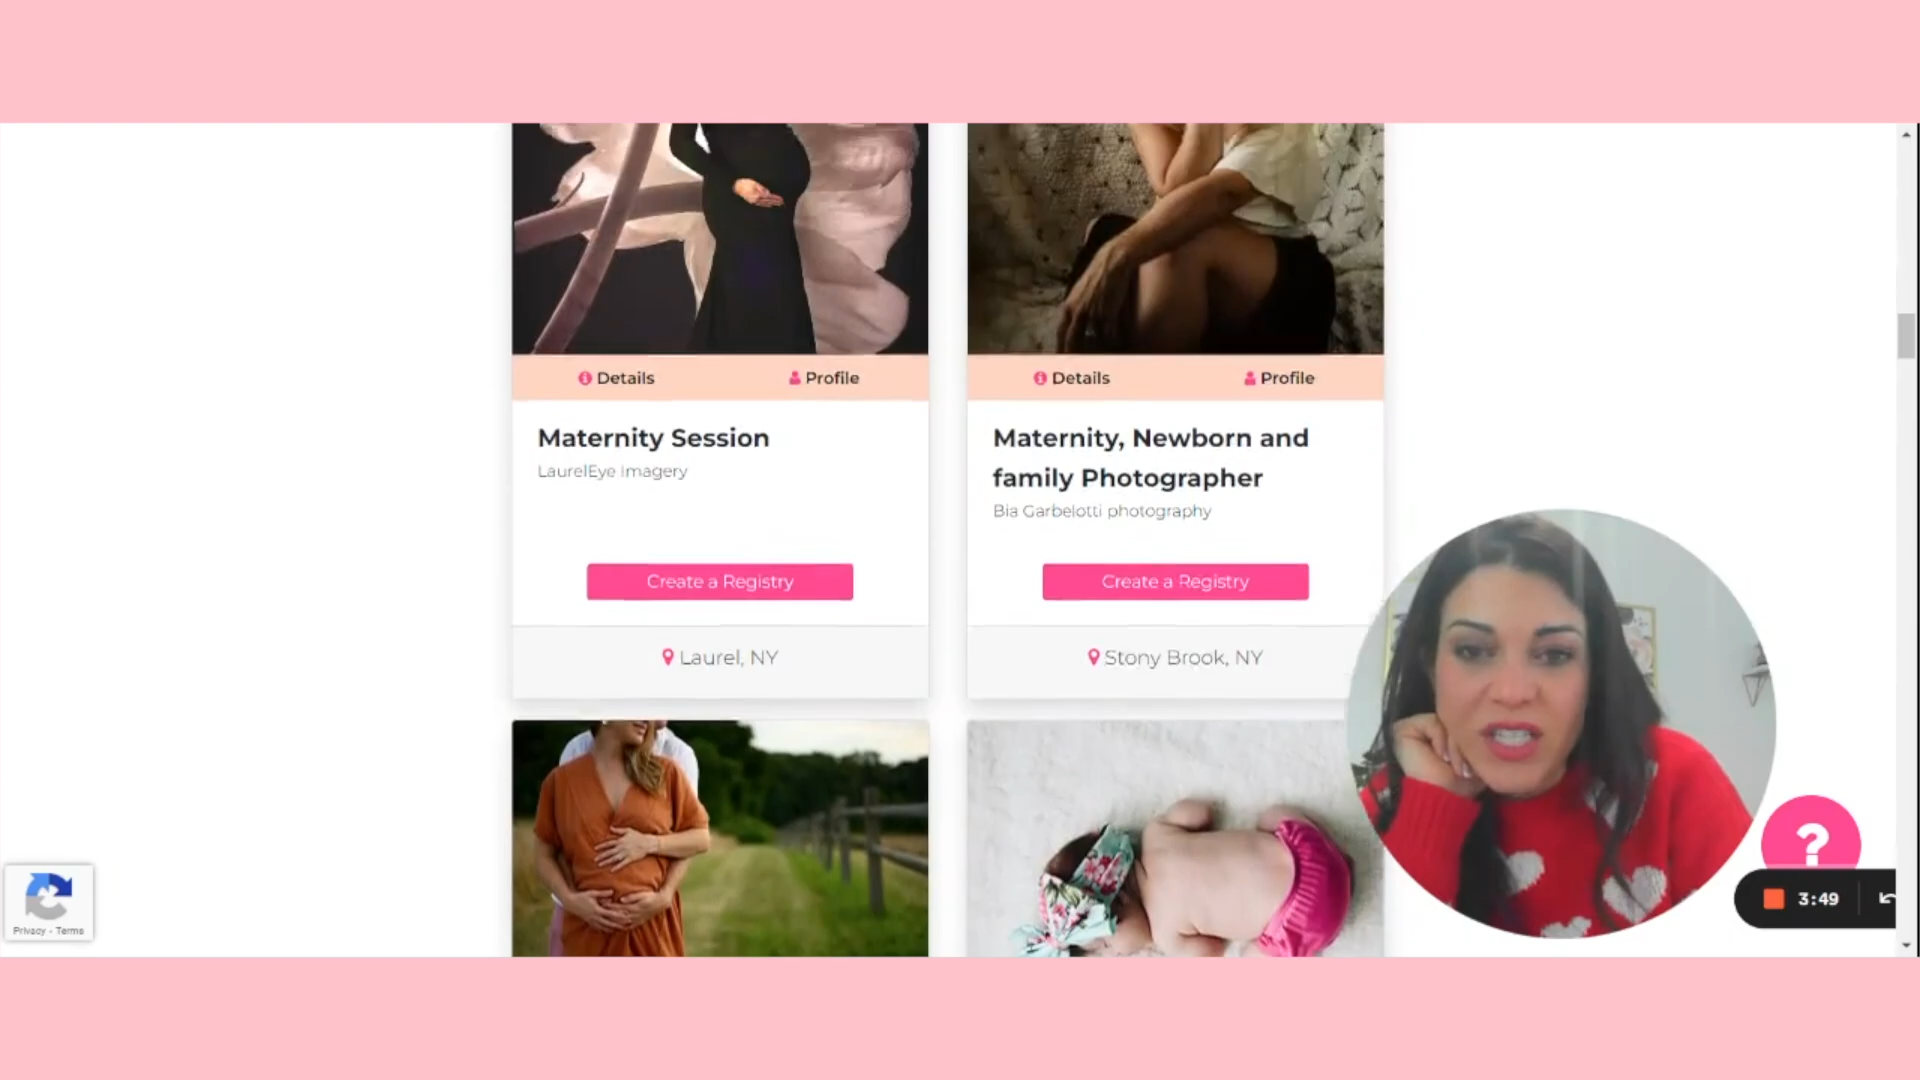 Details Profile
Maternity Session
LaurelEye Imagery
Create a Registry
Laurel, NY
Details Profile
Maternity, Newborn and
family Photographer
Bia Garbelotti photography
Create a Registry
Stony Brook, NY
Privacy - Terms
?
3:49